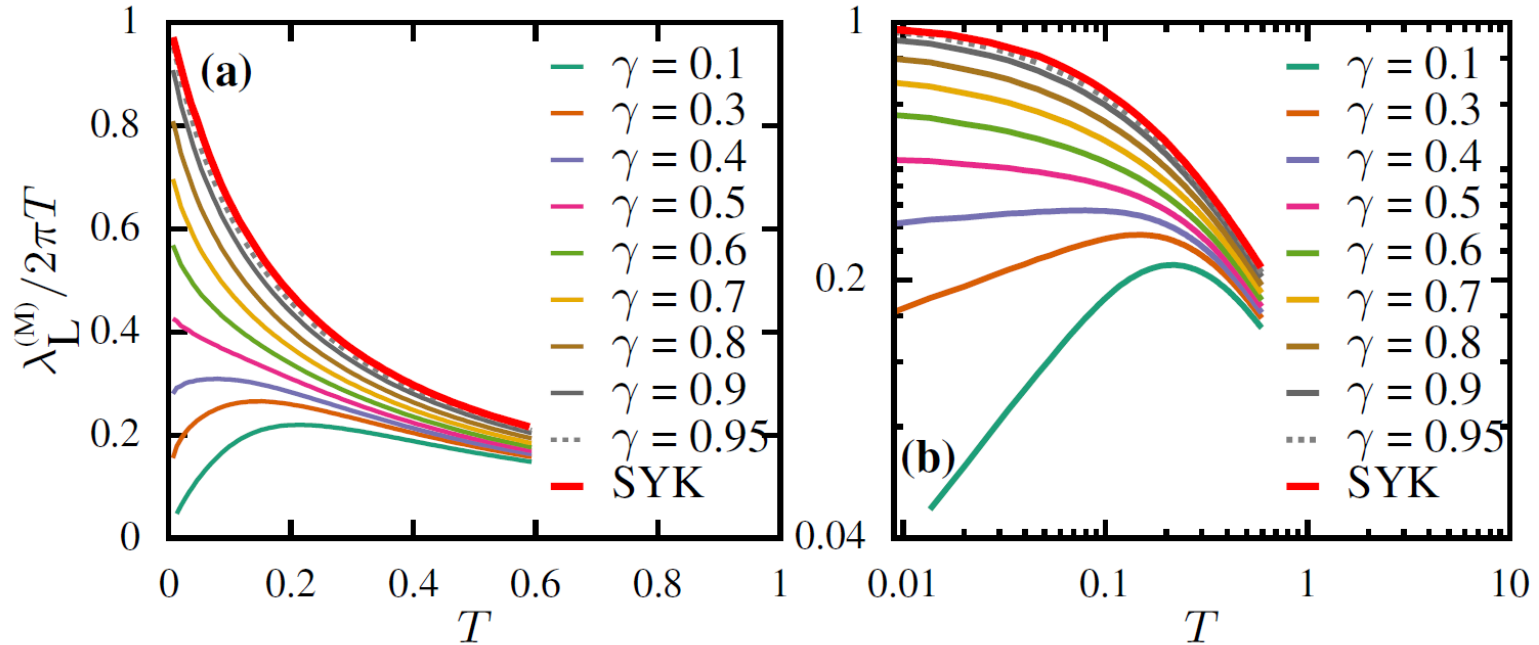 1
0.8
0.6
0.4
0.2
0
λ_L^(M)/2πT
(a)
γ = 0.1
γ = 0.3
γ = 0.4
γ = 0.5
γ = 0.6
γ = 0.7
γ = 0.8
γ = 0.9
γ = 0.95
SYK
0 0.2 0.4 0.6 0.8 1
T
1
0.2
0.04
γ = 0.1
γ = 0.3
γ = 0.4
γ = 0.5
γ = 0.6
γ = 0.7
γ = 0.8
γ = 0.9
γ = 0.95
SYK
(b)
0.01 0.1 1 10
T